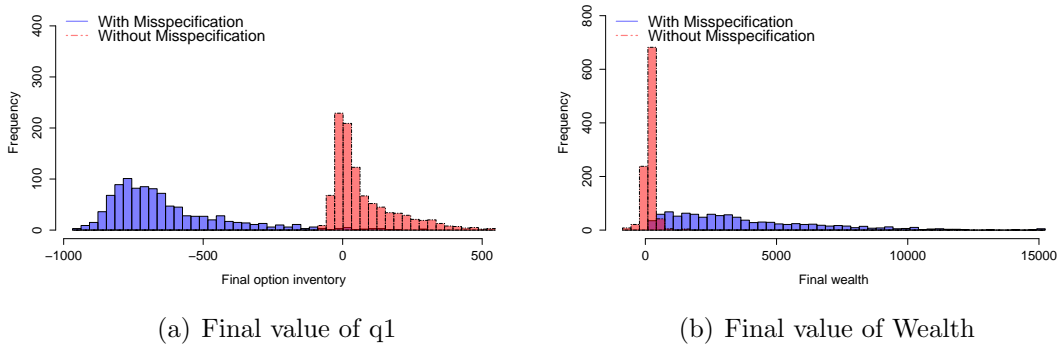 With Misspecification
Without Misspecification
Frequency
0 100 200 300 400
−1000 −500 0 500
Final option inventory
(a) Final value of q1
With Misspecification
Without Misspecification
Frequency
0 200 400 600 800
0 5000 10000 15000
Final wealth
(b) Final value of Wealth